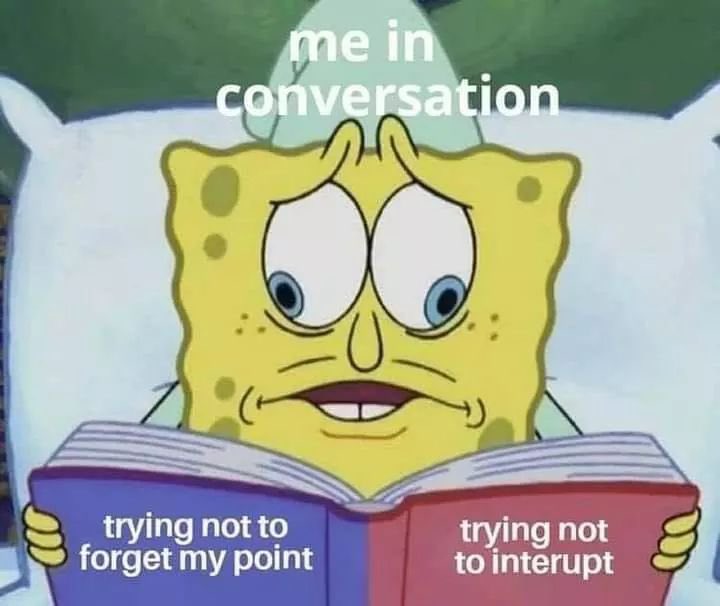 me in
conversation
trying not to
forget my point
trying not
to interupt